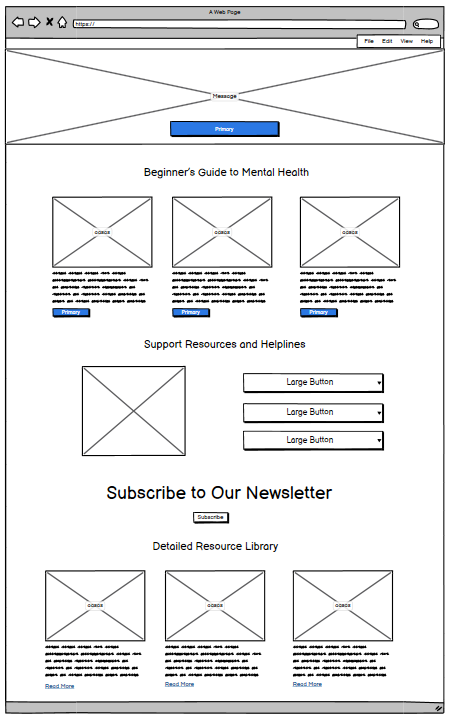 A Web Page
https://
File Edit View Help
Message
Primary
Beginner's Guide to Mental Health
Primary Primary Primary
Support Resources and Helplines
Large Button
Large Button
Large Button
Subscribe to Our Newsletter
Subscribe
Detailed Resource Library
Read More Read More Read More